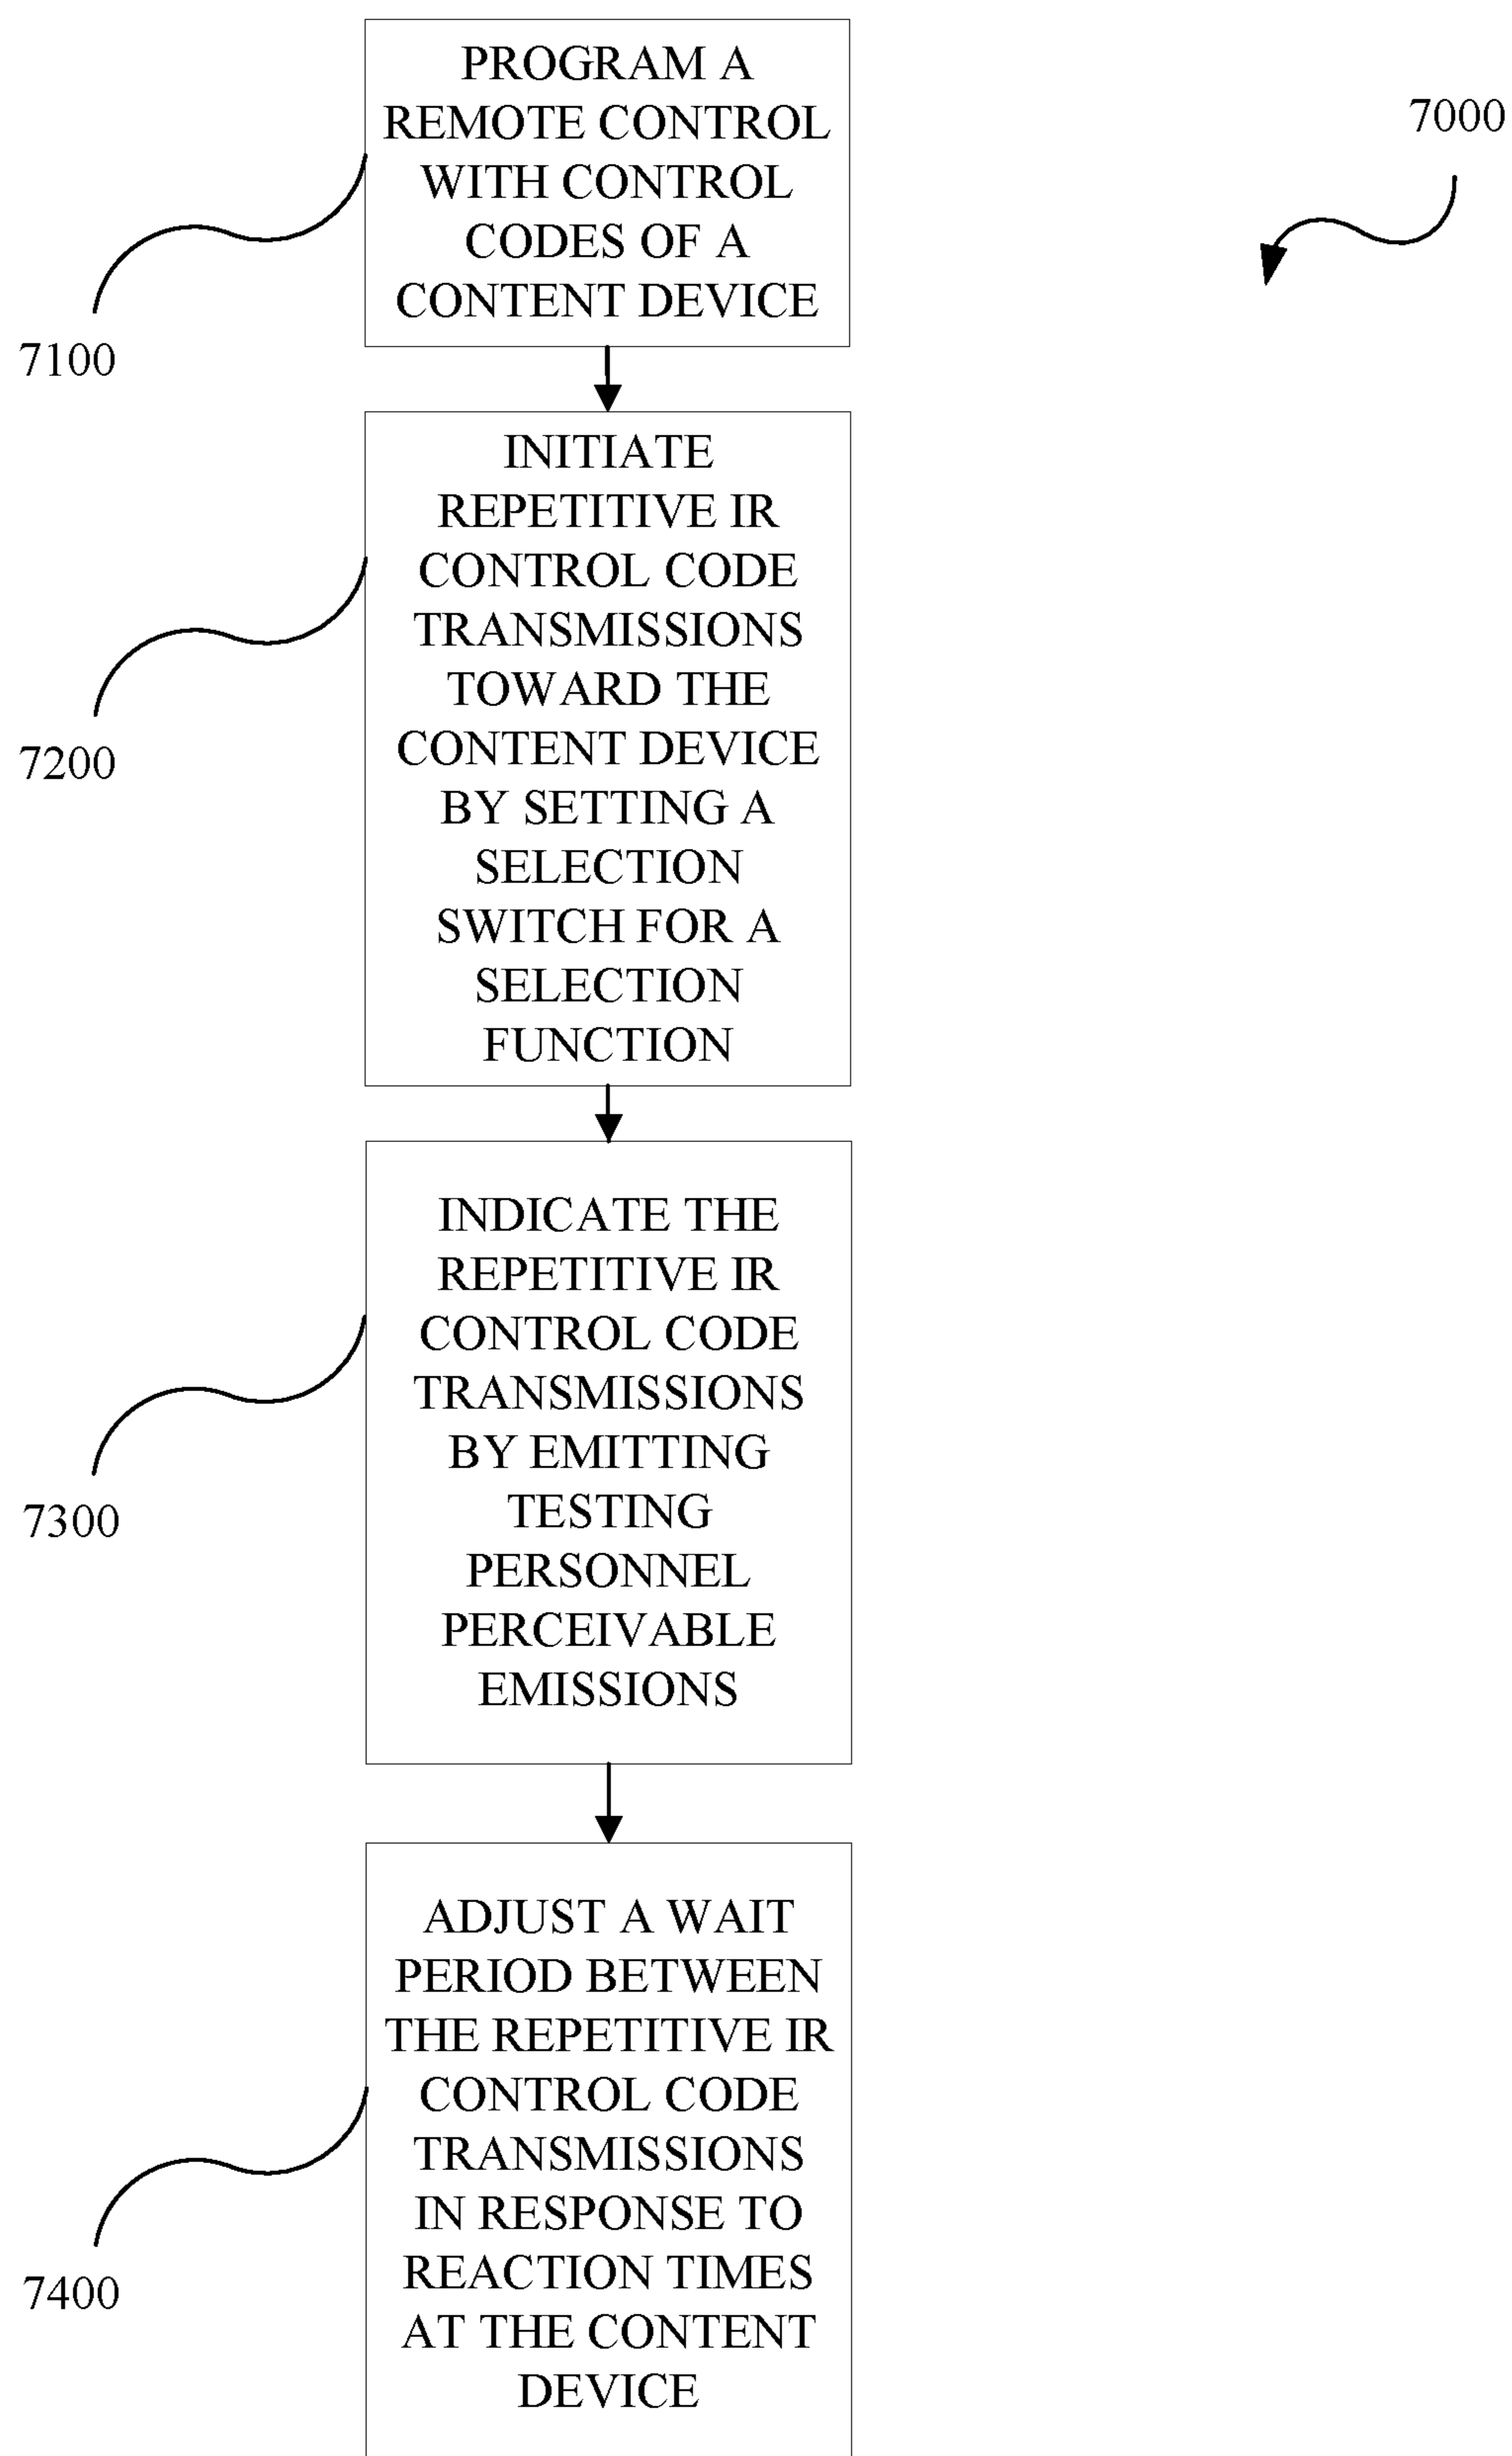 PROGRAM A
REMOTE CONTROL
WITH CONTROL
CODES OF A
CONTENT DEVICE
7000
7100
INITIATE
REPETITIVE IR
CONTROL CODE
TRANSMISSIONS
TOWARD THE
CONTENT DEVICE
BY SETTING A
SELECTION
SWITCH FOR A
SELECTION
FUNCTION
7200
INDICATE THE
REPETITIVE IR
CONTROL CODE
TRANSMISSIONS
BY EMITTING
TESTING
PERSONNEL
PERCEIVABLE
EMISSIONS
7300
ADJUST A WAIT
PERIOD BETWEEN
THE REPETITIVE IR
CONTROL CODE
TRANSMISSIONS
IN RESPONSE TO
REACTION TIMES
AT THE CONTENT
DEVICE
7400